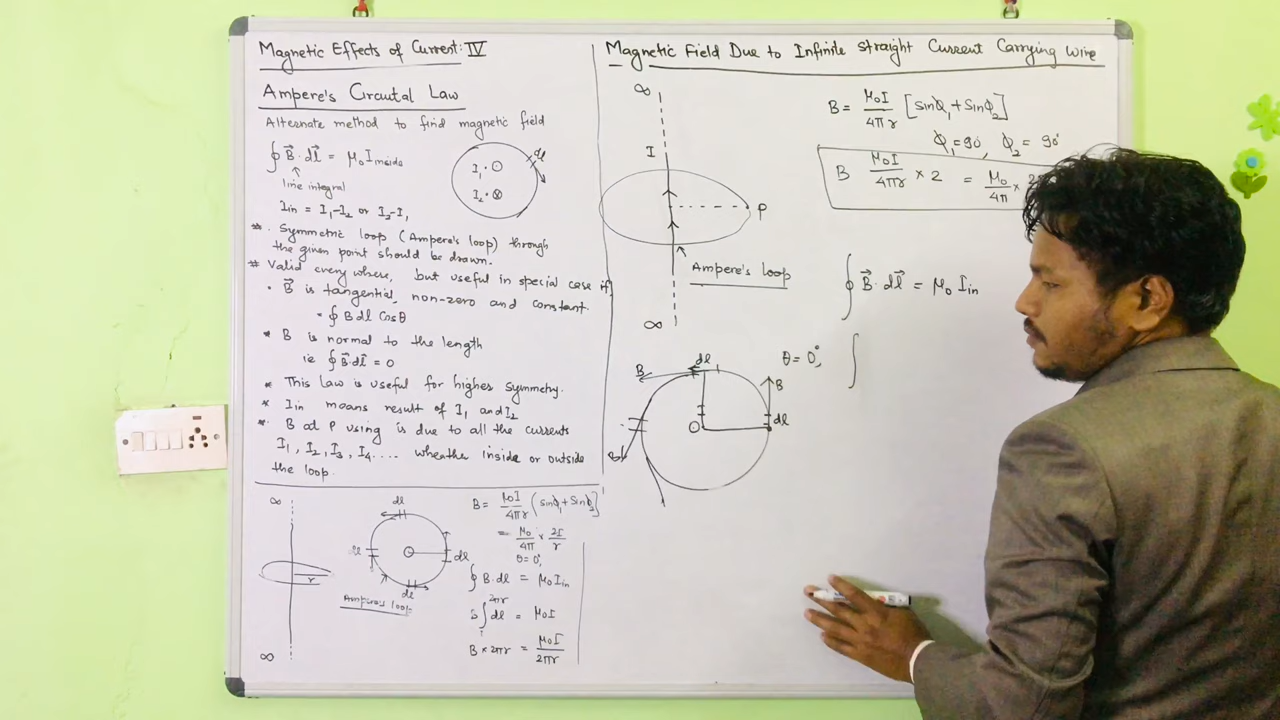 Magnetic Effects of Current: IV
Ampere's Circuital Law
Alternate method to find magnetic field
∮ B⃗. dl⃗ = μ₀ I inside
line integral
Iin = I₁-I₂ or I₂-I₁
dl
I₁.
I₂.
*. Symmetric loop (Ampere's loop) through
the given point should be drawn.
* Valid every where, but useful in special case if,
• B⃗ is tangential, non-zero and constant.
= ∮ B dl Cosθ
* B is normal to the length
ie ∮ B⃗.dl⃗ = 0
* This Law is useful for higher symmetry.
* Iin means result of I₁ and I₂
* B at P using is due to all the currents
I₁, I₂, I₃, I₄.... wheather inside or outside
the loop.
∞
r
∞
dl
dl
dl
dl
Ampere's loop
B = μ₀I/4πr (sinϕ₁+Sinϕ₂]
= μ₀/4π × 2I/r
θ=0°,
∮ B.dl = μ₀Iin
2πr
∫ dl = μ₀I
B × 2πr = μ₀I/2πr
Magnetic Field Due to Infinite straight Current Carrying wire
∞
I
P
Ampere's loop
∞
B = μ₀I/4πr [sinϕ₁+Sinϕ₂]
ϕ₁=90°, ϕ₂ = 90°
B μ₀I/4πr × 2 = μ₀/4π ×
∮ B⃗. dl⃗ = μ₀ Iin
θ= 0°, ∫
B
dl
B
O
dl
B